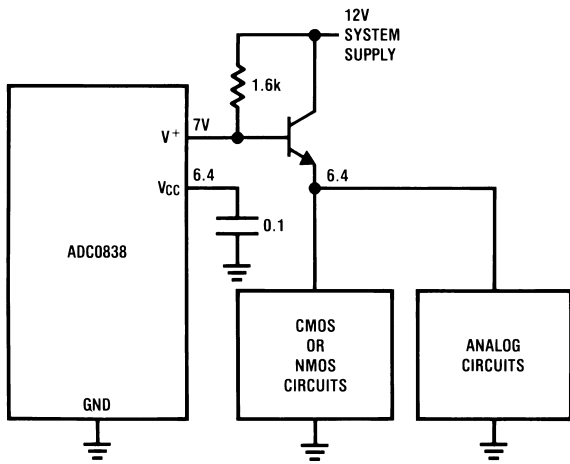 12V
SYSTEM
SUPPLY
1.6k
V+ 7V
6.4
VCC 6.4
0.1
ADC0838
CMOS
OR
NMOS
CIRCUITS
ANALOG
CIRCUITS
GND